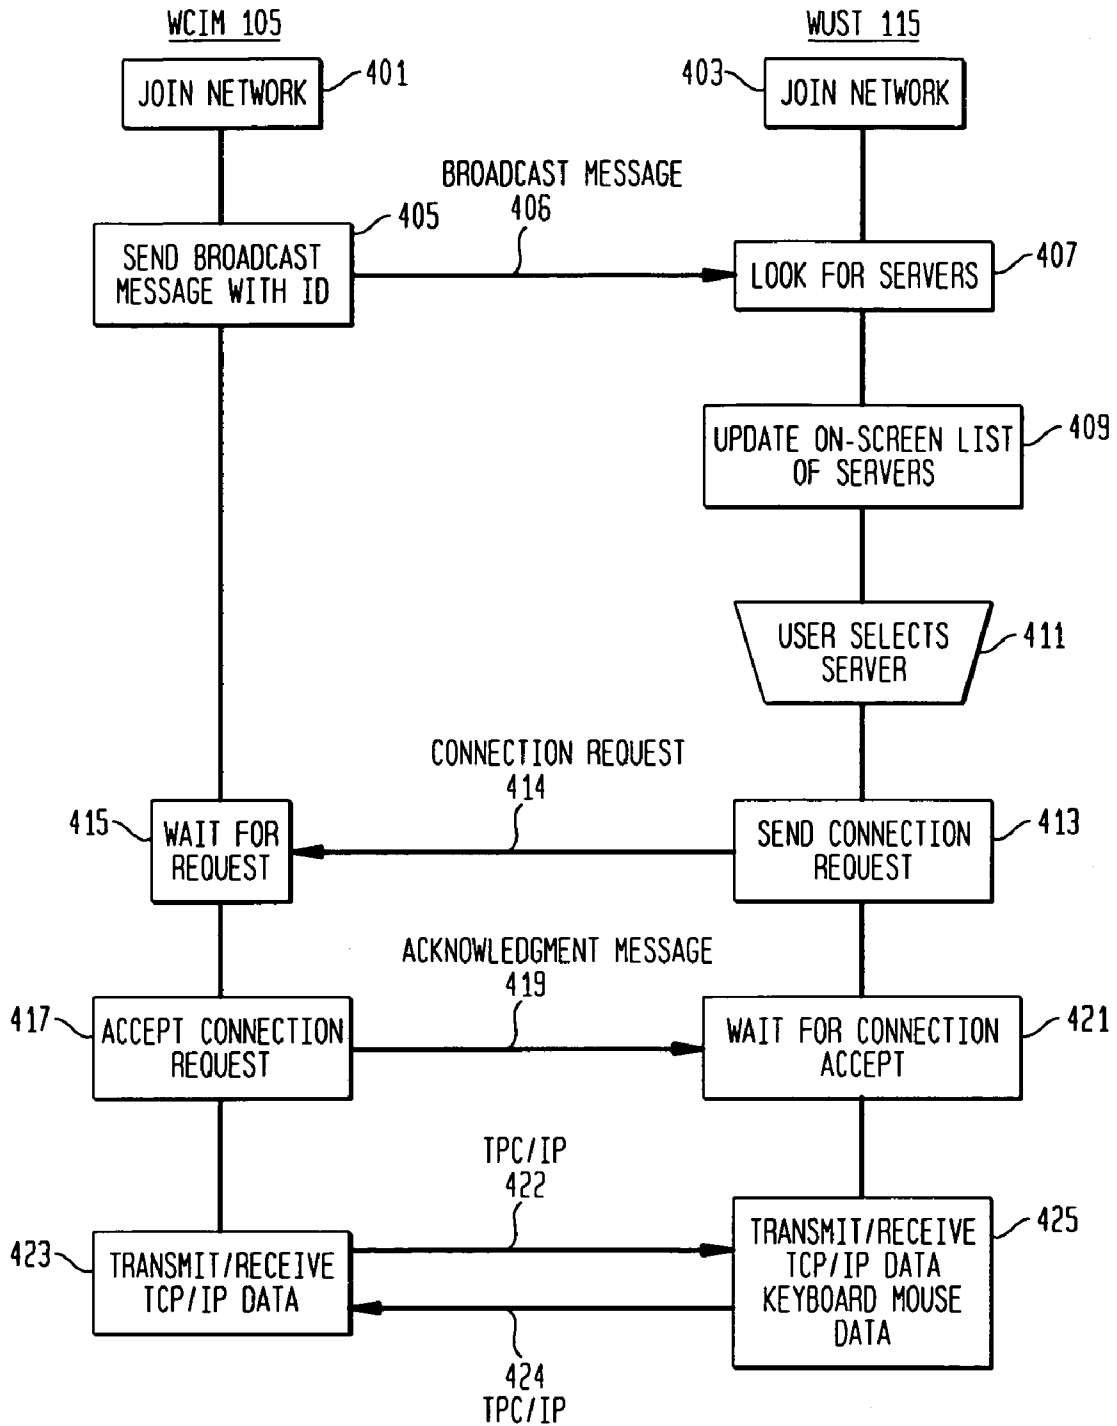 WCIM 105
WUST 115
JOIN NETWORK
401
403
JOIN NETWORK
BROADCAST MESSAGE
406
405
SEND BROADCAST
MESSAGE WITH ID
407
LOOK FOR SERVERS
409
UPDATE ON-SCREEN LIST
OF SERVERS
411
USER SELECTS
SERVER
CONNECTION REQUEST
414
415
WAIT FOR
REQUEST
413
SEND CONNECTION
REQUEST
ACKNOWLEDGMENT MESSAGE
419
417
ACCEPT CONNECTION
REQUEST
421
WAIT FOR CONNECTION
ACCEPT
TPC/IP
422
423
TRANSMIT/RECEIVE
TCP/IP DATA
425
TRANSMIT/RECEIVE
TCP/IP DATA
KEYBOARD MOUSE
DATA
424
TPC/IP